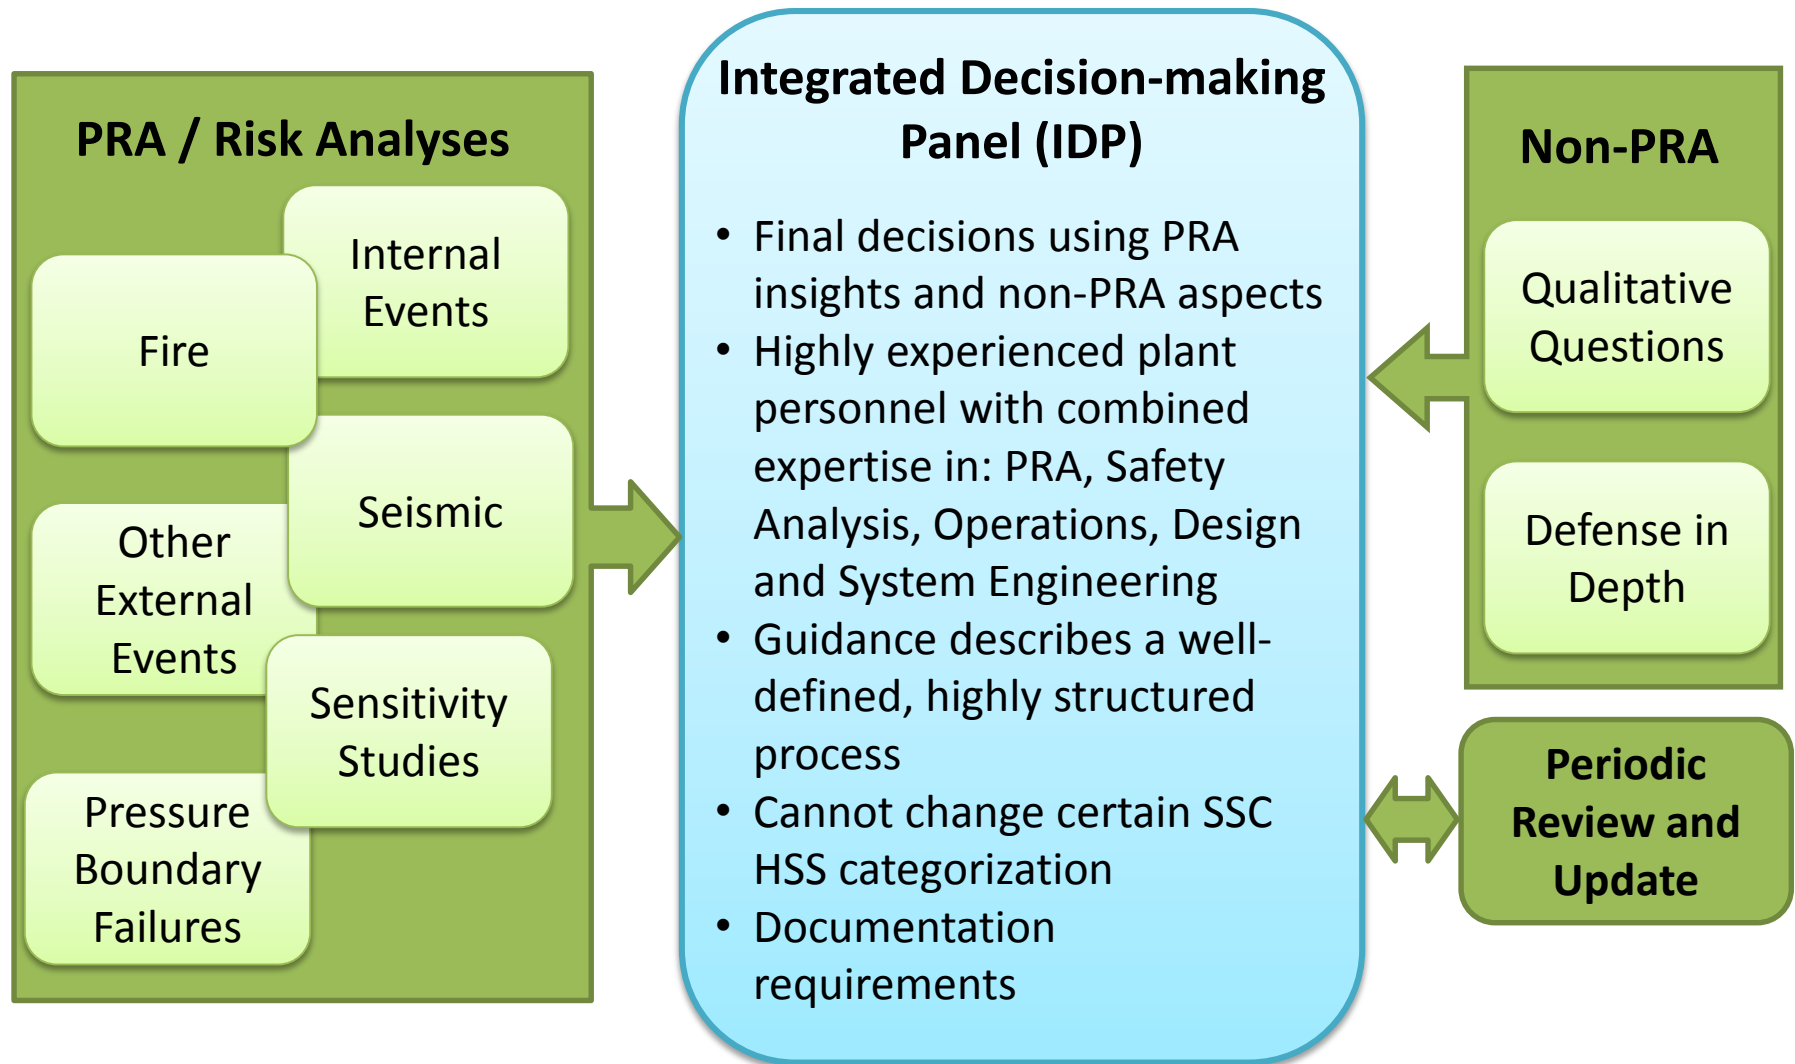 PRA / Risk Analyses
Internal
Events
Fire
Seismic
Other
External
Events
Sensitivity
Studies
Pressure
Boundary
Failures
Integrated Decision-making
Panel (IDP)
• Final decisions using PRA
insights and non-PRA aspects
• Highly experienced plant
personnel with combined
expertise in: PRA, Safety
Analysis, Operations, Design
and System Engineering
• Guidance describes a well-
defined, highly structured
process
• Cannot change certain SSC
HSS categorization
• Documentation
requirements
Non-PRA
Qualitative
Questions
Defense in
Depth
Periodic
Review and
Update